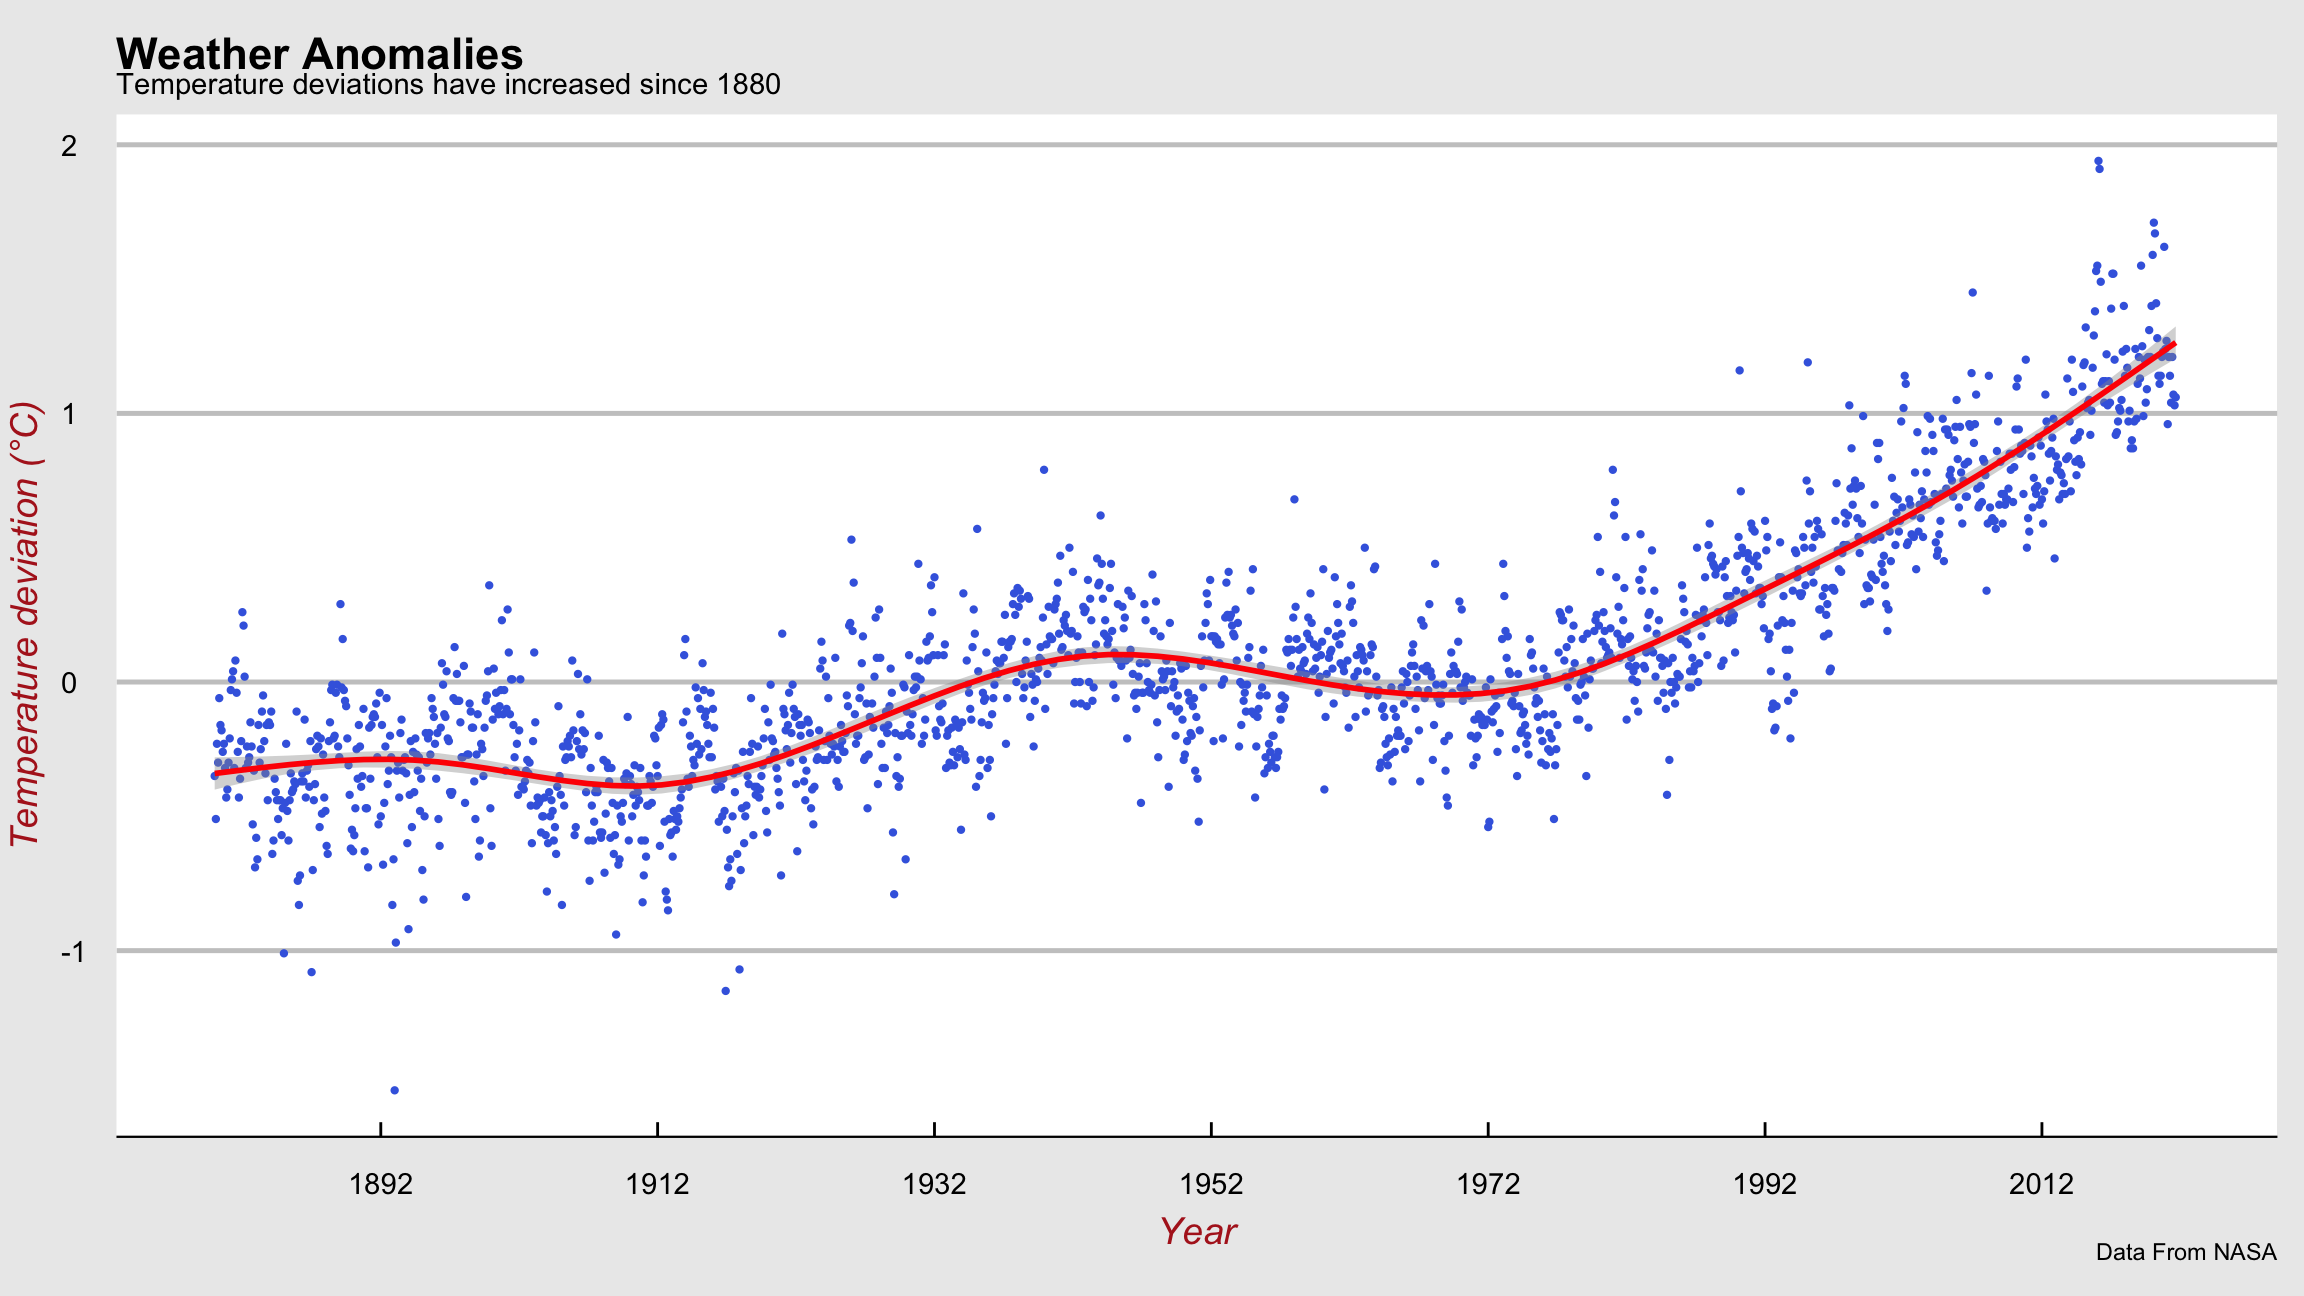 Weather Anomalies
Temperature deviations have increased since 1880
Temperature deviation (°C)
2
1
0
-1
1892 1912 1932 1952 1972 1992 2012
Year
Data From NASA